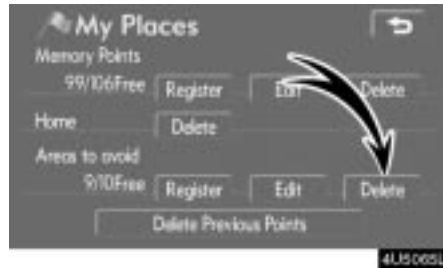 My Places
Memory Points
99/106Free Register Edit Delete
Home Delete
Areas to avoid
9/10Free Register Edit Delete
Delete Previous Points
4U5065L